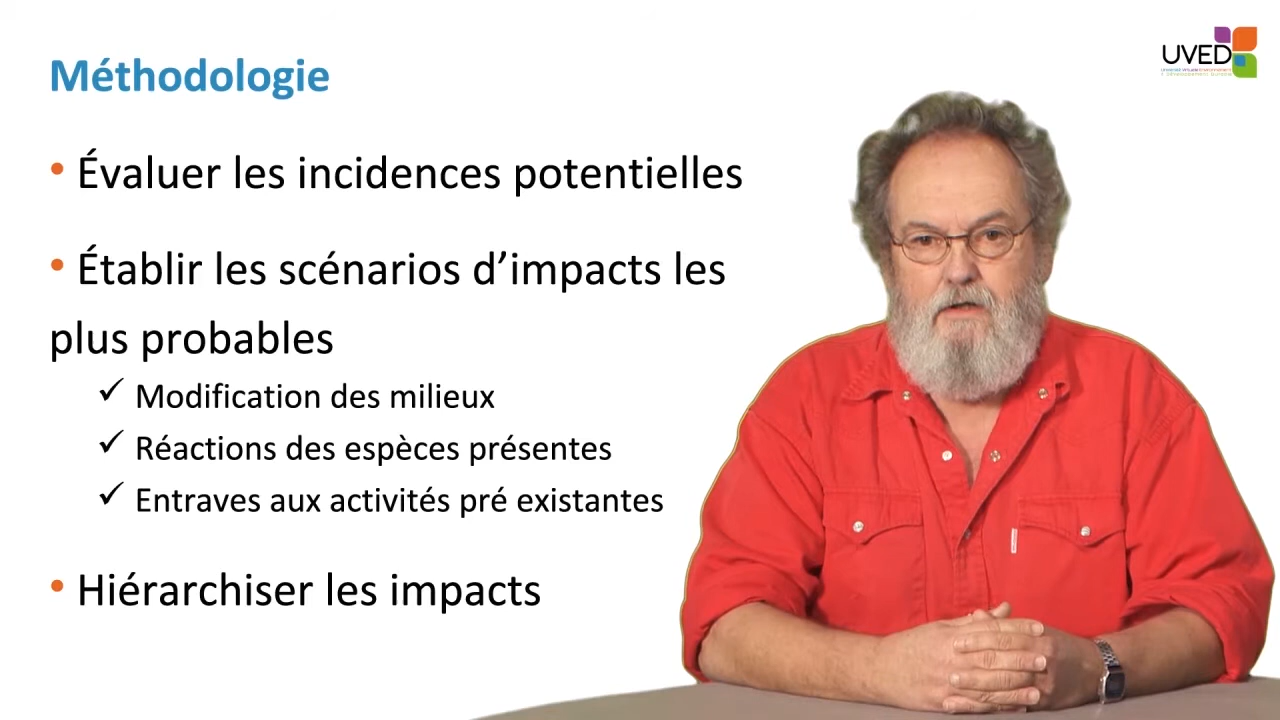 Méthodologie
UVED
• Évaluer les incidences potentielles
• Établir les scénarios d’impacts les
plus probables
✓ Modification des milieux
✓ Réactions des espèces présentes
✓ Entraves aux activités pré existantes
• Hiérarchiser les impacts